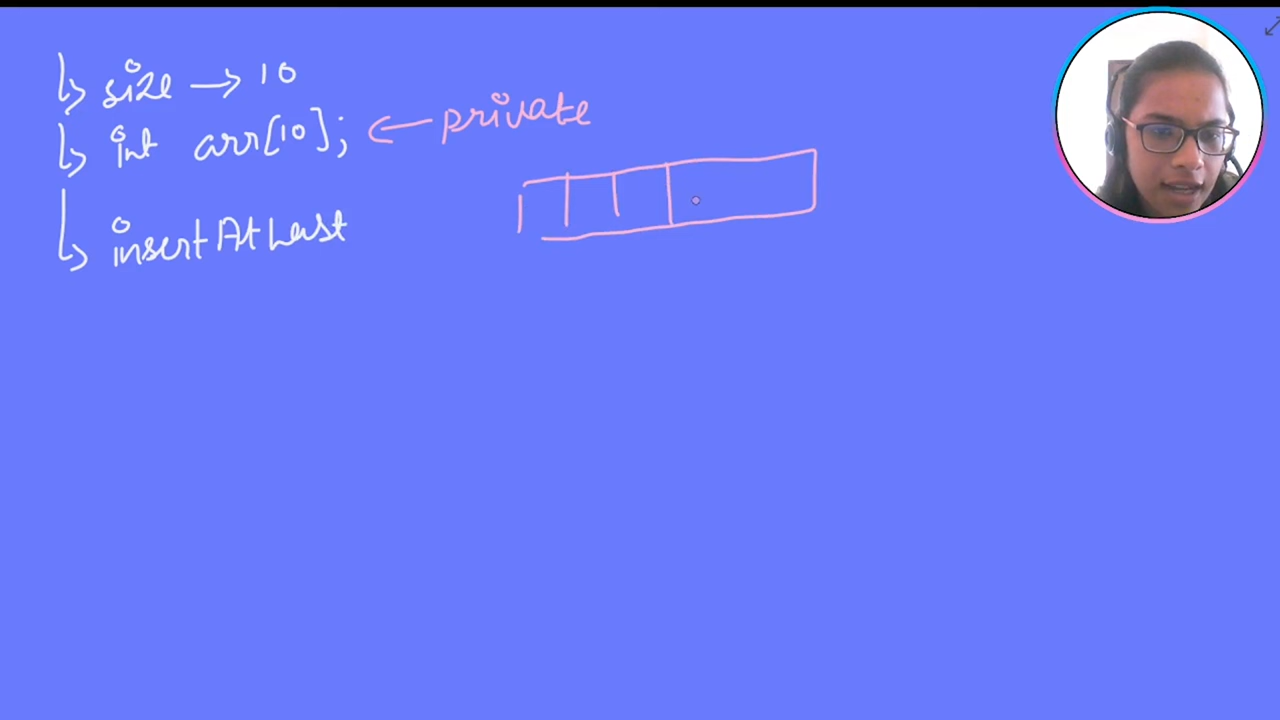 ↳ size → 10
↳ int arr[10]; ← private
↳ insertAtLast